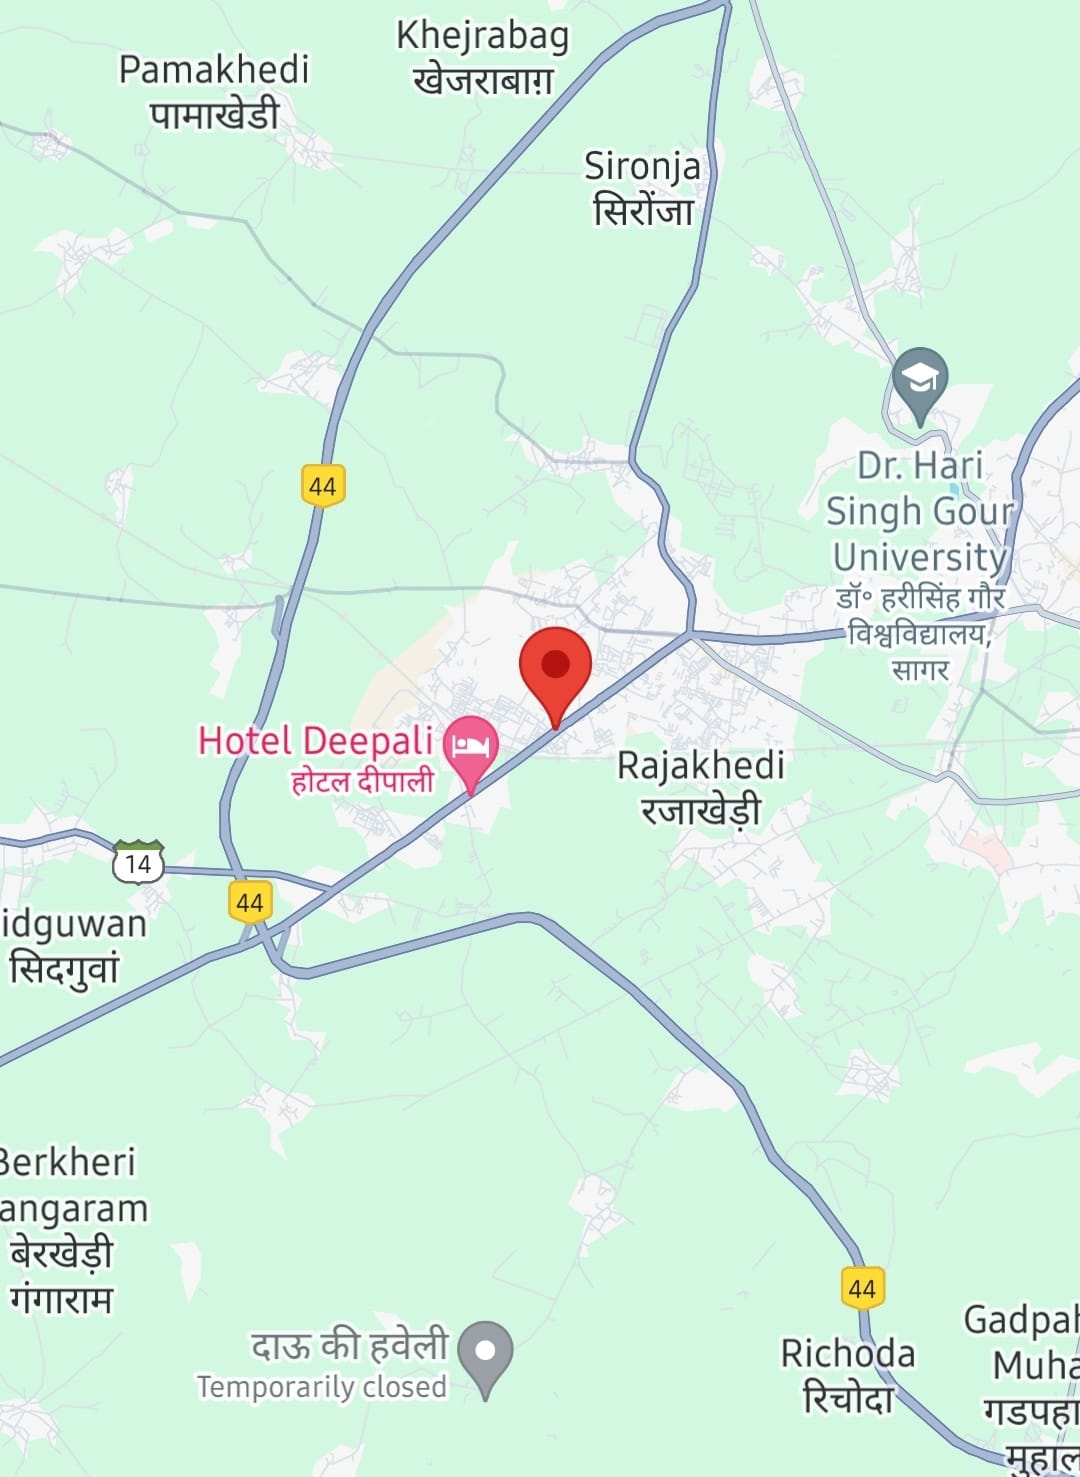 Khejrabag
खेजराबाग़
Pamakhedi
पामाखेडी
Sironja
सिरोंजा
44
Dr. Hari
Singh Gour
University
डॉ॰ हरीसिंह गौर
विश्वविद्यालय,
सागर
Hotel Deepali
होटल दीपाली
Rajakhedi
रजाखेड़ी
14
44
idguwan
सिदगुवां
Berkheri
angaram
बेरखेड़ी
गंगाराम
44
दाऊ की हवेली
Temporarily closed
Richoda
रिचोदा
Gadpah
Muha
गडपहा
मुहाल